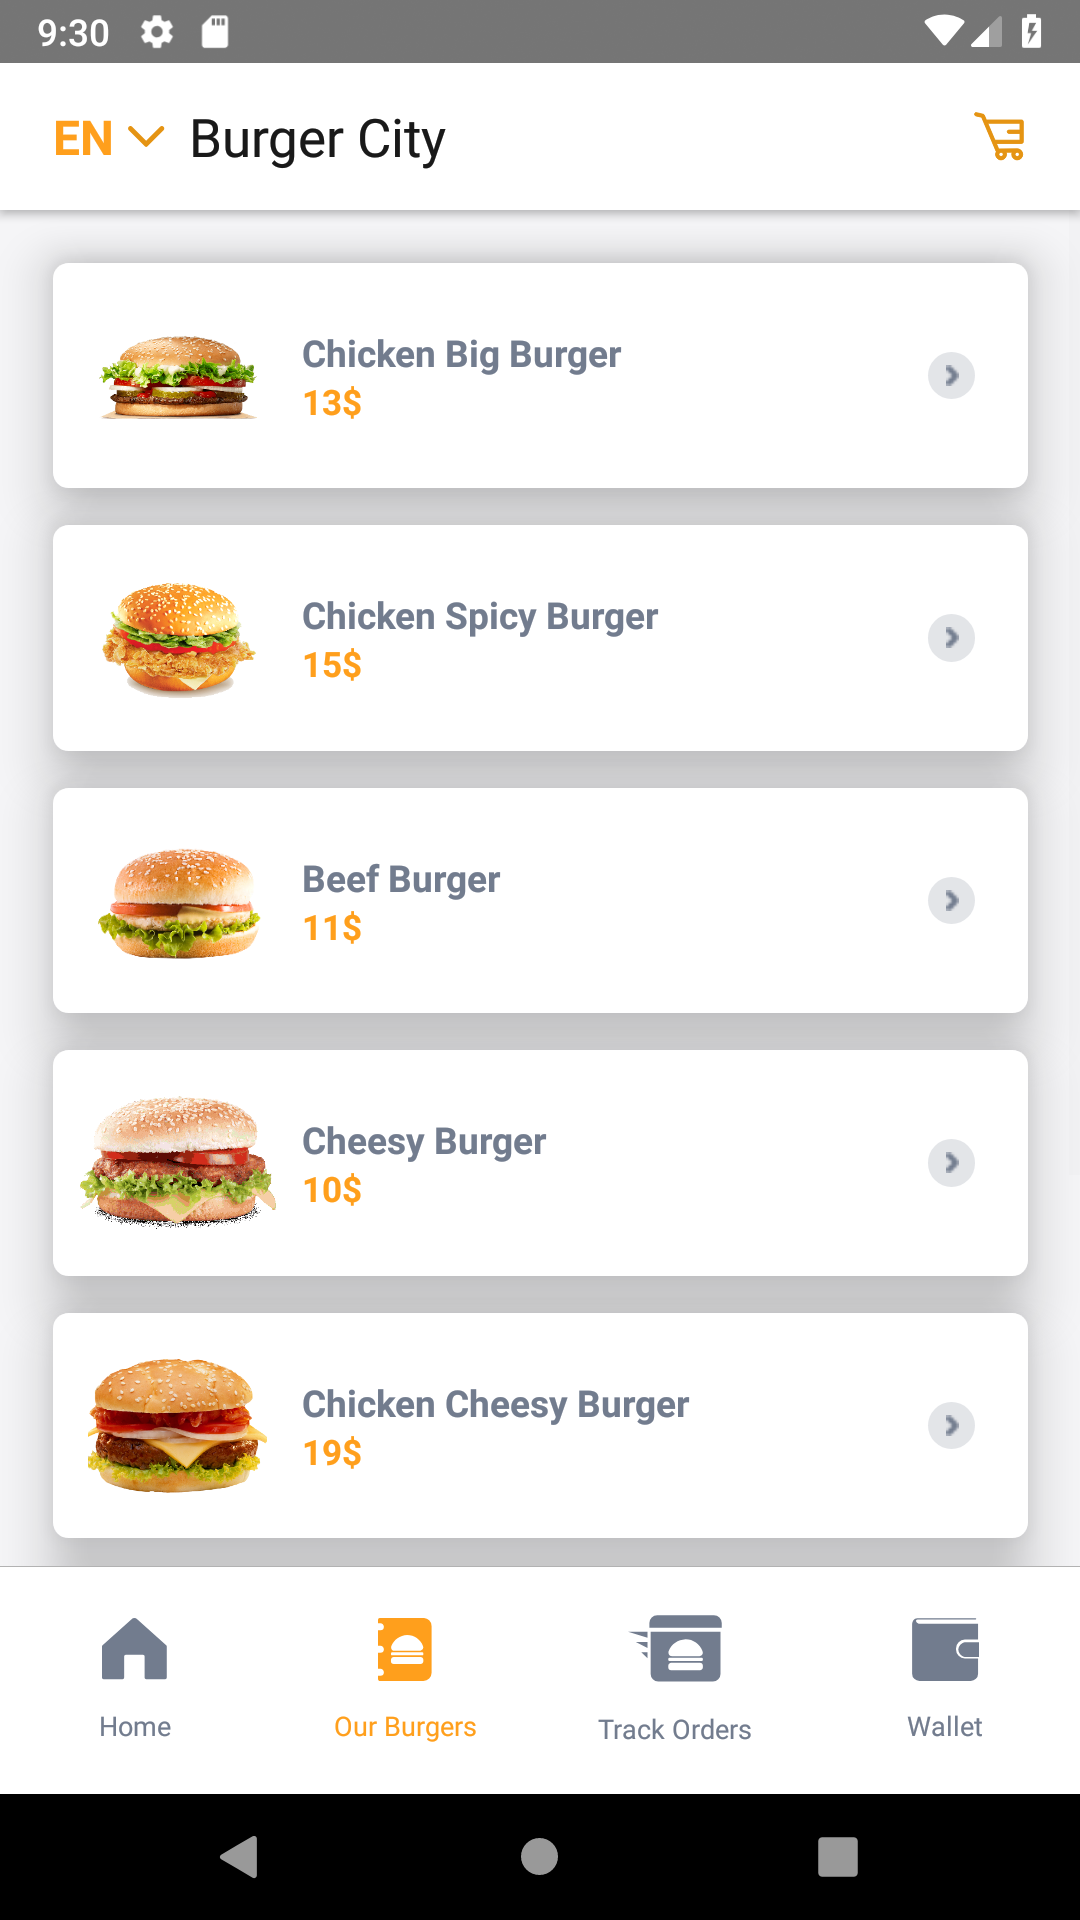 9:30
EN Burger City
Chicken Big Burger
13$
Chicken Spicy Burger
15$
Beef Burger
11$
Cheesy Burger
10$
Chicken Cheesy Burger
19$
Home Our Burgers Track Orders Wallet